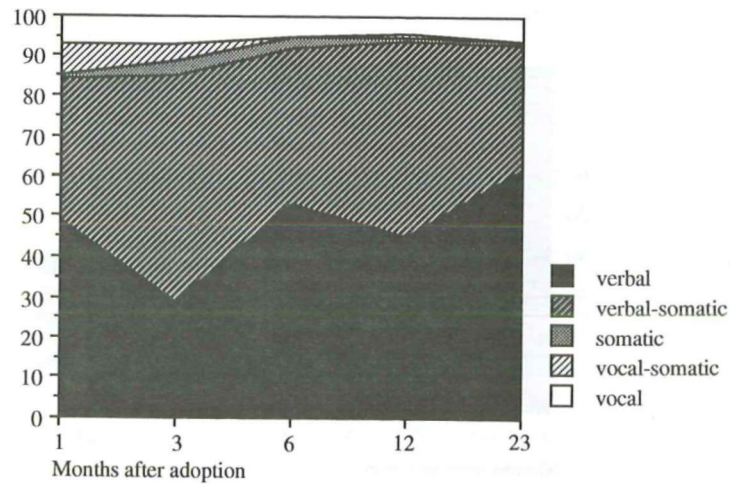 100
90
80
70
60
50
40
30
20
10
0
1 3 6 12 23
Months after adoption
verbal
verbal-somatic
somatic
vocal-somatic
vocal